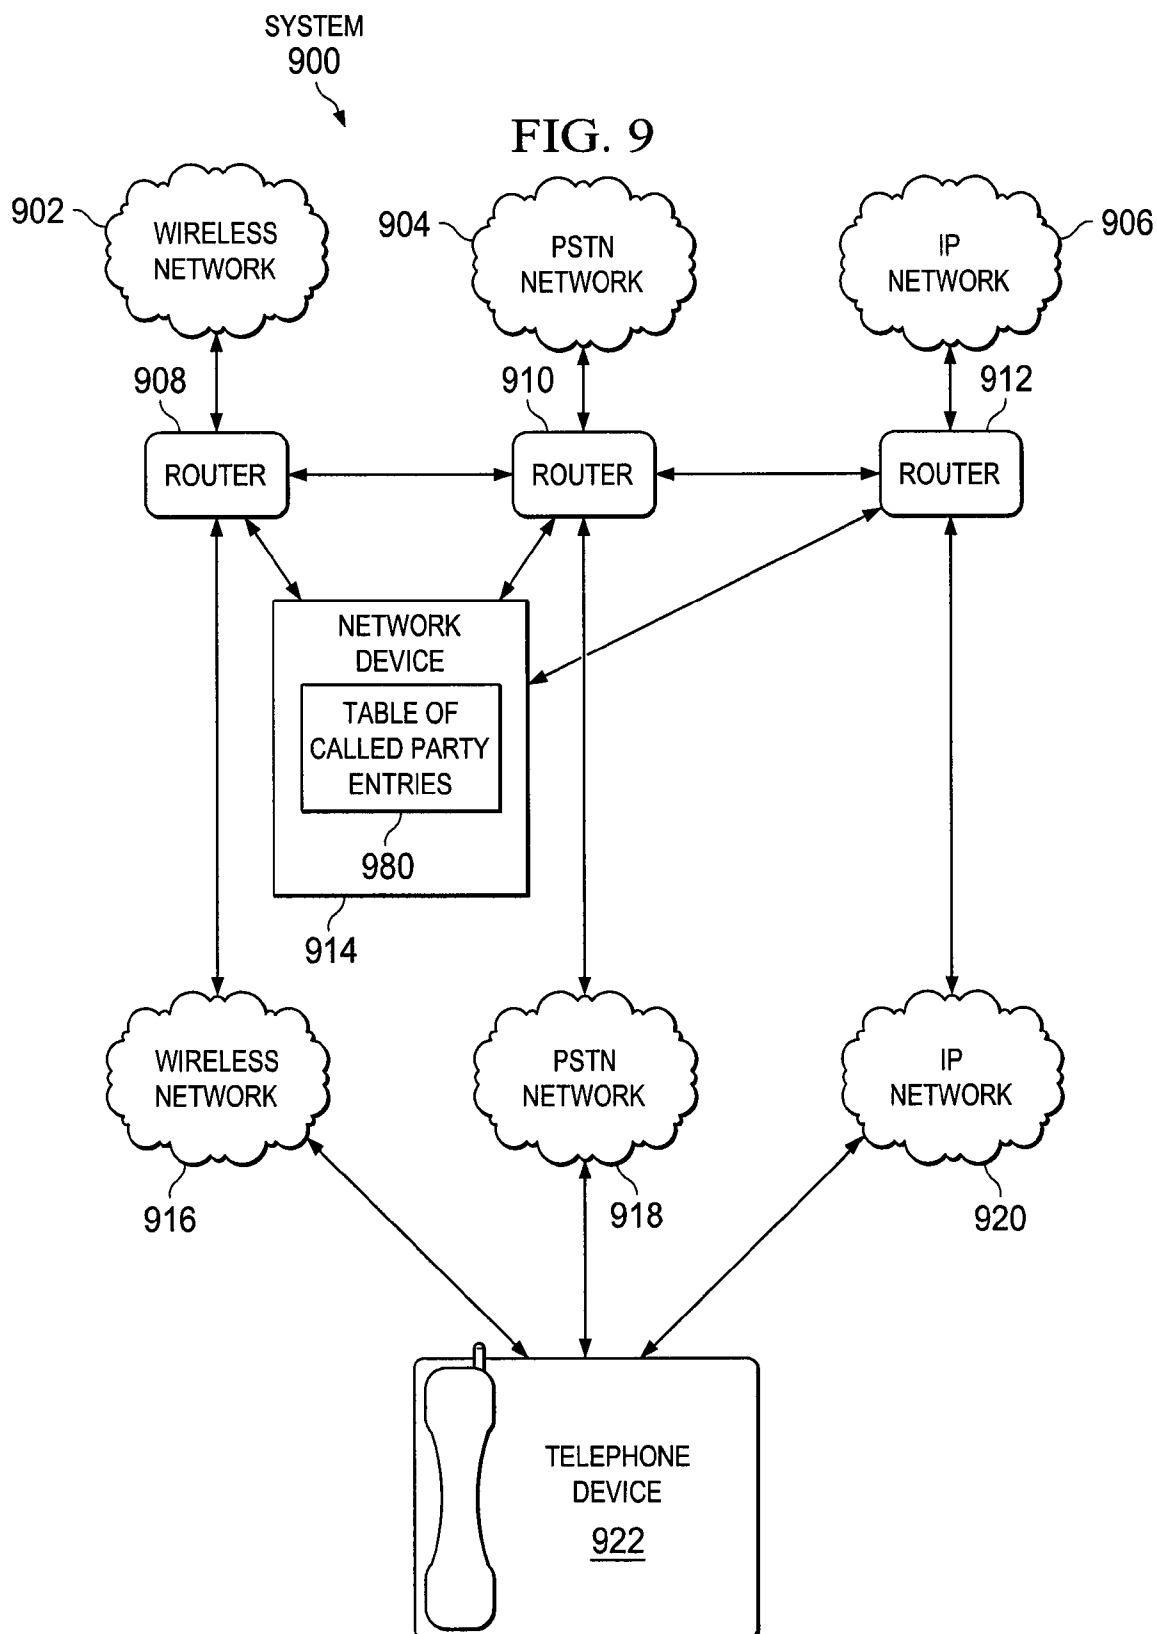 SYSTEM
900
FIG. 9
902
WIRELESS
NETWORK
904
PSTN
NETWORK
906
IP
NETWORK
908
910
912
ROUTER
ROUTER
ROUTER
NETWORK
DEVICE
TABLE OF
CALLED PARTY
ENTRIES
980
914
WIRELESS
NETWORK
PSTN
NETWORK
IP
NETWORK
916
918
920
TELEPHONE
DEVICE
922